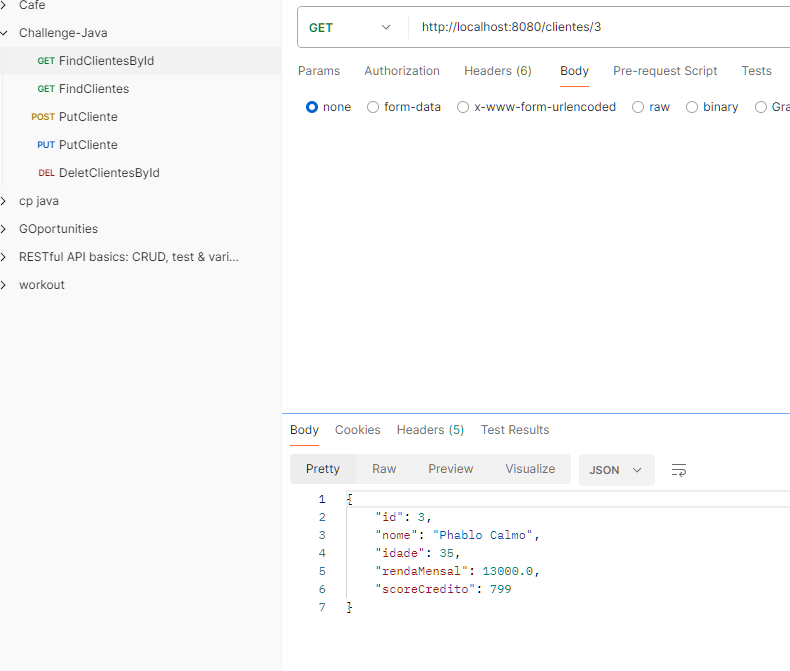 Cafe
Challenge-Java
GET FindClientesById
GET FindClientes
POST PutCliente
PUT PutCliente
DEL DeletClientesById
cp java
GOportunities
RESTful API basics: CRUD, test & vari...
workout
GET http://localhost:8080/clientes/3
Params Authorization Headers (6) Body Pre-request Script Tests
none form-data x-www-form-urlencoded raw binary Gra
Body Cookies Headers (5) Test Results
Pretty Raw Preview Visualize JSON
1 {
2 "id": 3,
3 "nome": "Phablo Calmo",
4 "idade": 35,
5 "rendaMensal": 13000.0,
6 "scoreCredito": 799
7 }